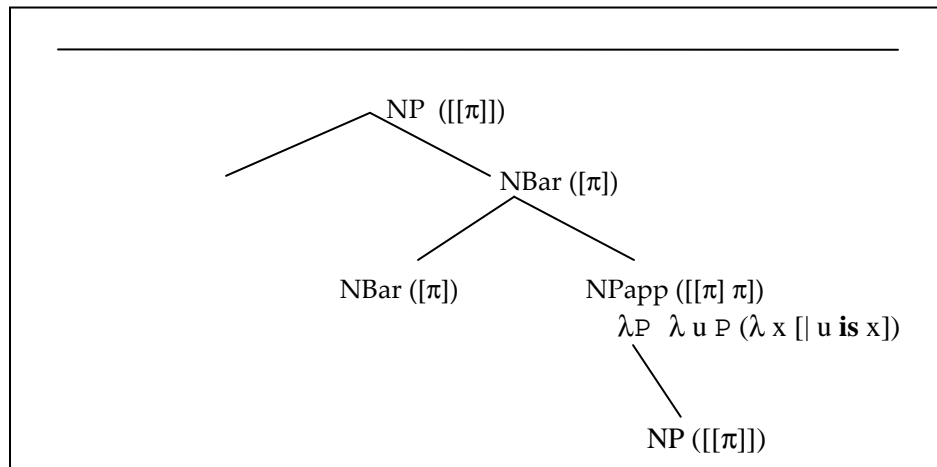 NP ([[π]])
NBar ([π])
NBar ([π]) NPapp ([[π] π])
λP λ u P (λ x [| u is x])
NP ([[π]])